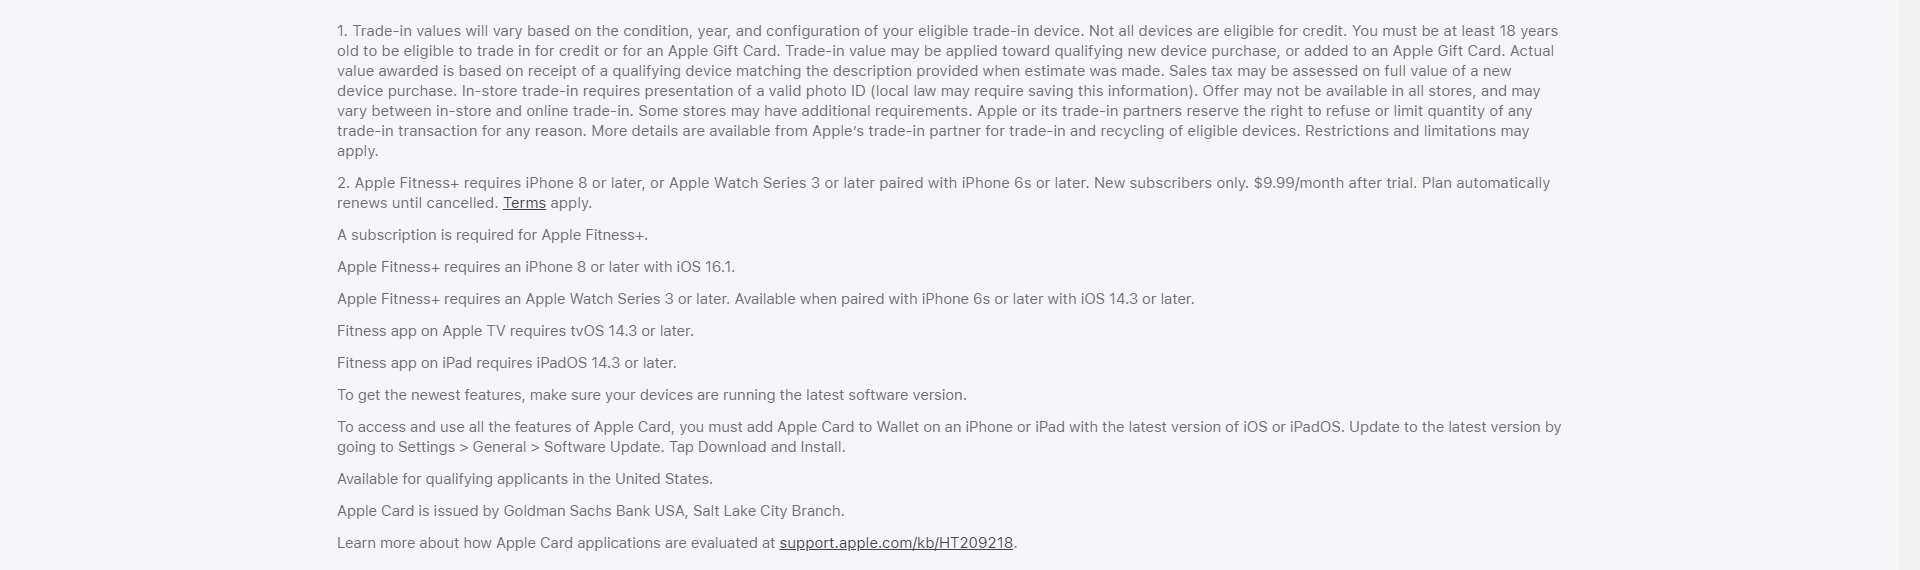 1. Trade-in values will vary based on the condition, year, and configuration of your eligible trade-in device. Not all devices are eligible for credit. You must be at least 18 years
old to be eligible to trade in for credit or for an Apple Gift Card. Trade-in value may be applied toward qualifying new device purchase, or added to an Apple Gift Card. Actual
value awarded is based on receipt of a qualifying device matching the description provided when estimate was made. Sales tax may be assessed on full value of a new
device purchase. In-store trade-in requires presentation of a valid photo ID (local law may require saving this information). Offer may not be available in all stores, and may
vary between in-store and online trade-in. Some stores may have additional requirements. Apple or its trade-in partners reserve the right to refuse or limit quantity of any
trade-in transaction for any reason. More details are available from Apple’s trade-in partner for trade-in and recycling of eligible devices. Restrictions and limitations may
apply.
2. Apple Fitness+ requires iPhone 8 or later, or Apple Watch Series 3 or later paired with iPhone 6s or later. New subscribers only. $9.99/month after trial. Plan automatically
renews until cancelled. Terms apply.
A subscription is required for Apple Fitness+.
Apple Fitness+ requires an iPhone 8 or later with iOS 16.1.
Apple Fitness+ requires an Apple Watch Series 3 or later. Available when paired with iPhone 6s or later with iOS 14.3 or later.
Fitness app on Apple TV requires tvOS 14.3 or later.
Fitness app on iPad requires iPadOS 14.3 or later.
To get the newest features, make sure your devices are running the latest software version.
To access and use all the features of Apple Card, you must add Apple Card to Wallet on an iPhone or iPad with the latest version of iOS or iPadOS. Update to the latest version by
going to Settings > General > Software Update. Tap Download and Install.
Available for qualifying applicants in the United States.
Apple Card is issued by Goldman Sachs Bank USA, Salt Lake City Branch.
Learn more about how Apple Card applications are evaluated at support.apple.com/kb/HT209218.